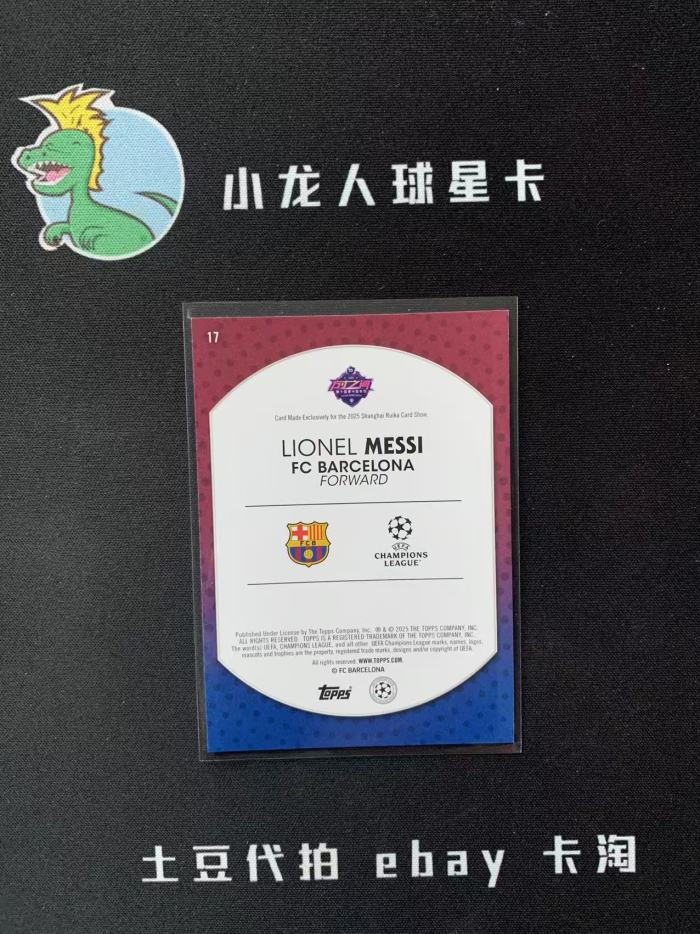 小龙人球星卡
17
Card Made Exclusively for the 2025 Shanghai Ruika Card Show.
LIONEL MESSI
FC BARCELONA
FORWARD
FCB
UEFA
CHAMPIONS
LEAGUE
Published Under License by The Topps Company, Inc. ® & © 2025 THE TOPPS COMPANY, INC.
ALL RIGHTS RESERVED. TOPPS IS A REGISTERED TRADEMARK OF THE TOPPS COMPANY, INC.
The word(s) UEFA, CHAMPIONS LEAGUE, and all other UEFA Champions League marks, names, logos,
mascots and trophies are the property, registered trade marks, designs and/or copyright of UEFA.
All rights reserved. WWW.TOPPS.COM.
© FC BARCELONA
Topps
土豆代拍 ebay 卡淘